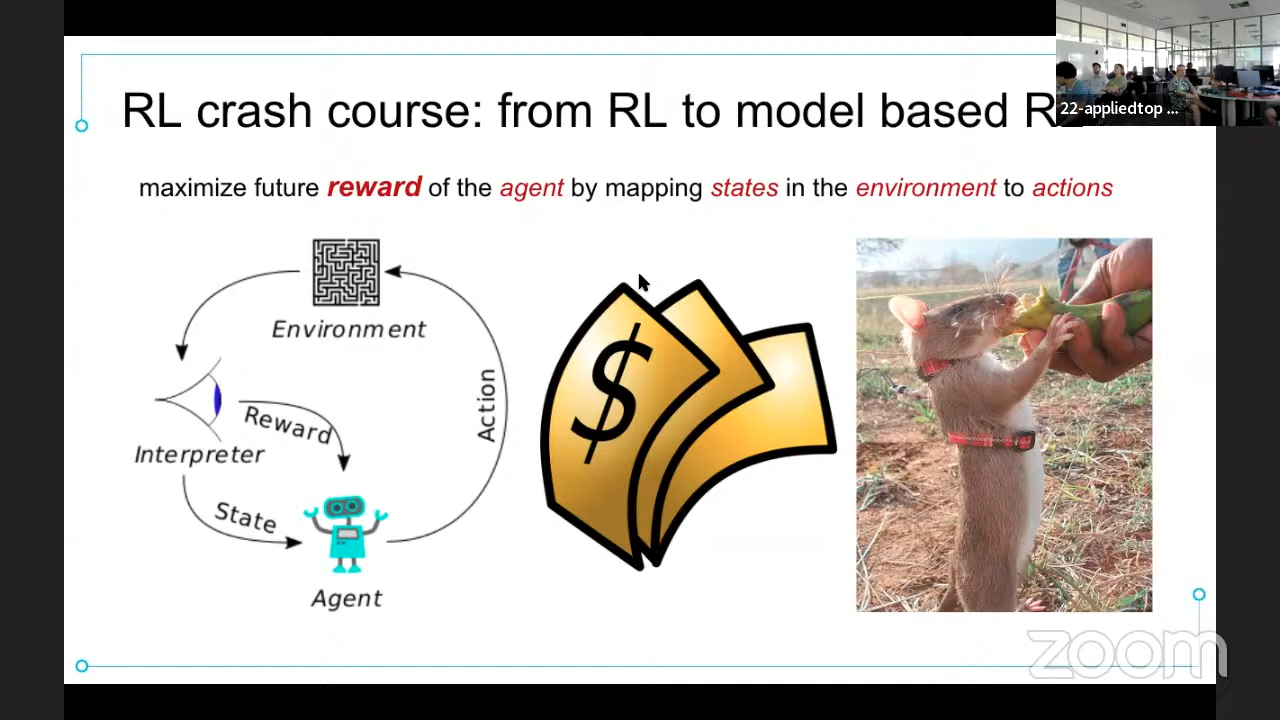 RL crash course: from RL to model based R
22-appliedtop ...
maximize future reward of the agent by mapping states in the environment to actions
Environment
Reward
Action
Interpreter
$
State
Agent
zoom